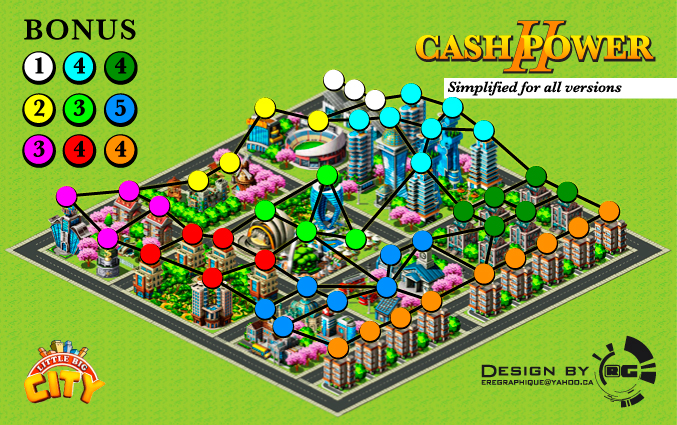 BONUS
1 4 4
2 3 5
3 4 4
CASH POWER
II
Simplified for all versions
LITTLE BIG
CITY
DESIGN BY RG
EREGRAPHIQUE@YAHOO.CA